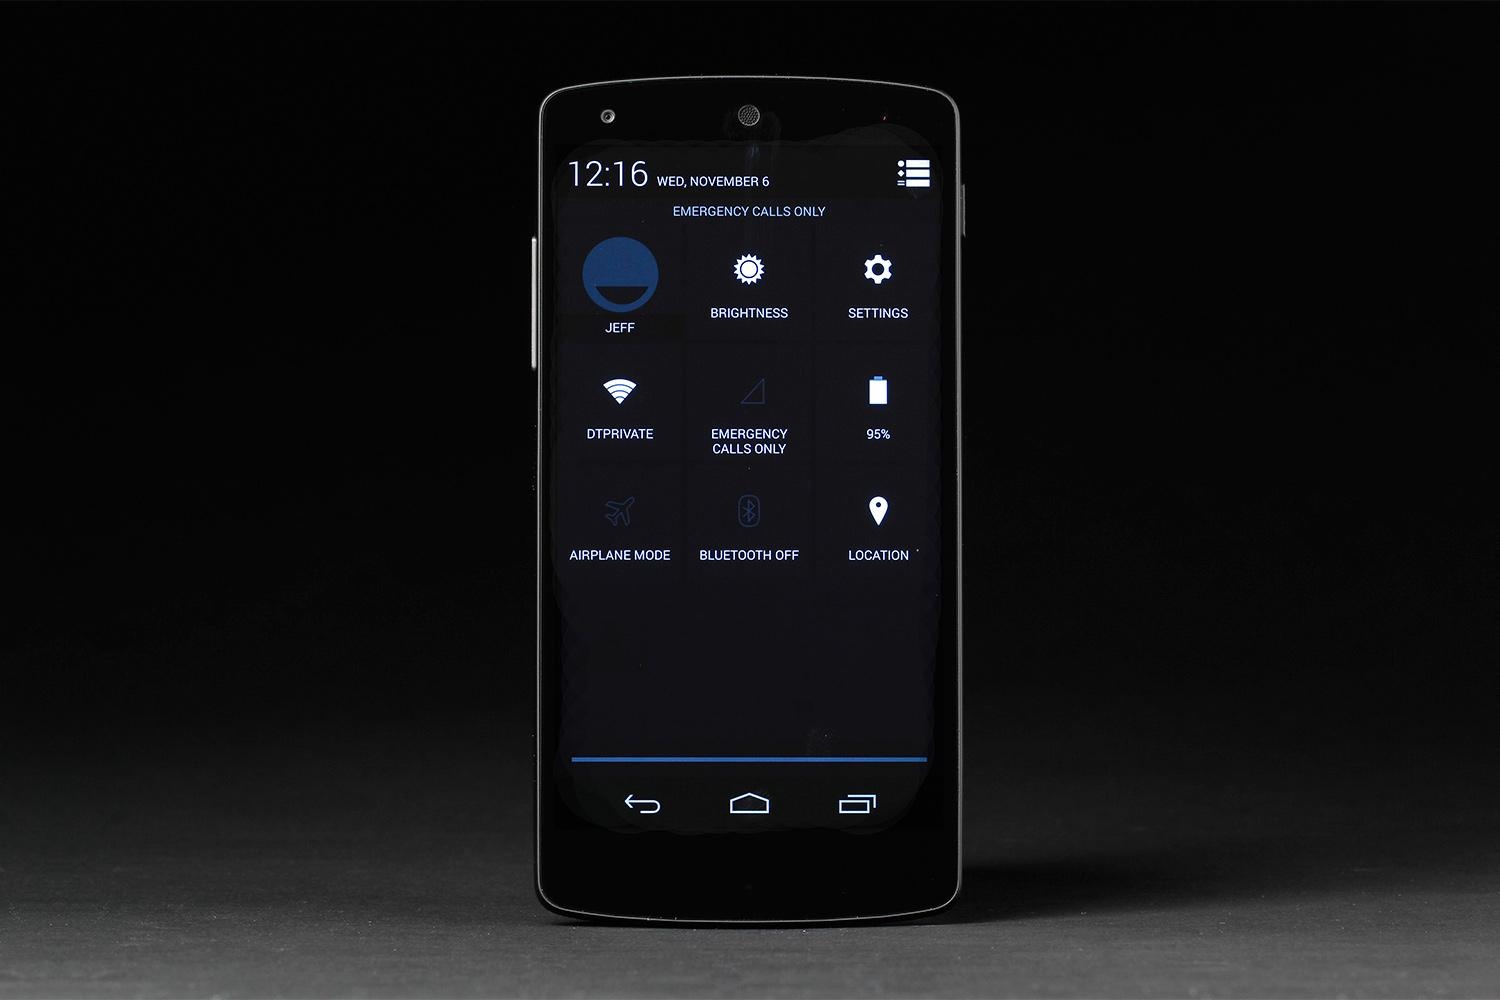 12:16 WED, NOVEMBER 6
EMERGENCY CALLS ONLY
JEFF
BRIGHTNESS
SETTINGS
DTPRIVATE
EMERGENCY
CALLS ONLY
95%
AIRPLANE MODE
BLUETOOTH OFF
LOCATION